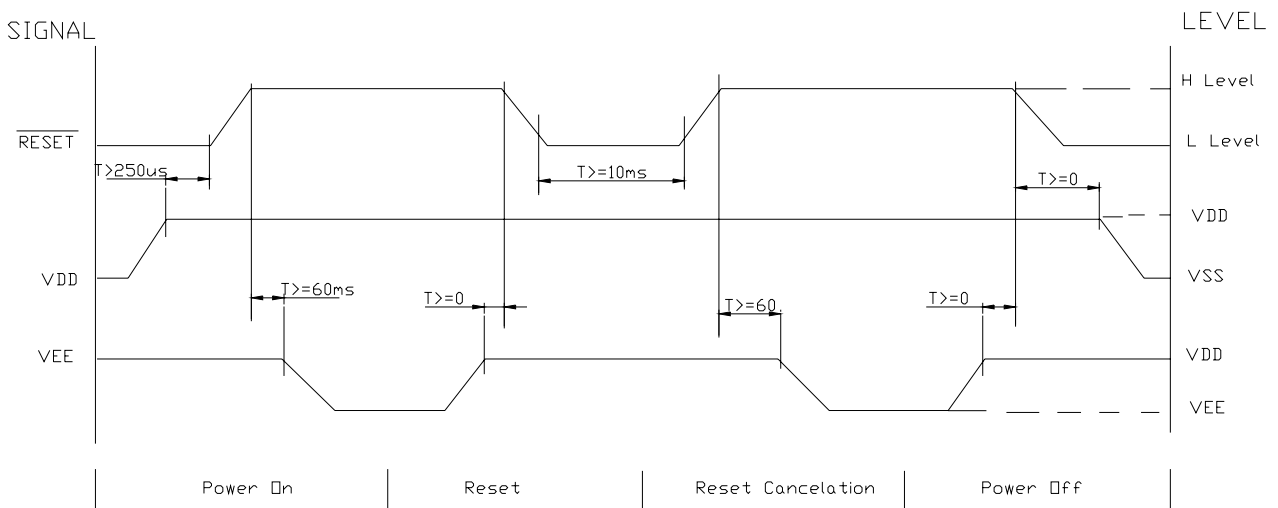 SIGNAL
LEVEL
H Level
RESET
L Level
T>250us
T>=10ms
T>=0
VDD
VDD
VSS
T>=60ms
T>=0
T>=60
T>=0
VEE
VDD
VEE
Power On
Reset
Reset Cancelation
Power Off